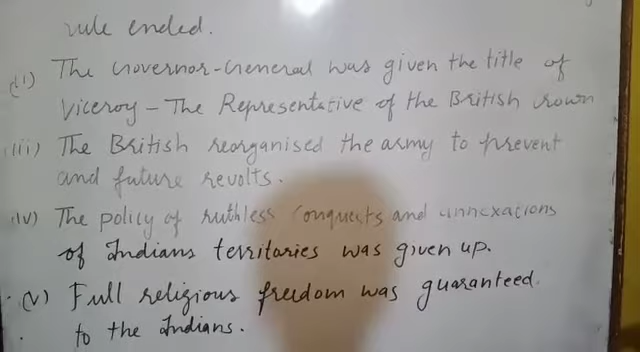 rule ended.
(ii) The Governor-General was given the title of
Viceroy - The Representative of the British crown
(iii) The British reorganised the army to prevent
and future revolts.
(iv) The policy of ruthless Conquests and annexations
of Indians territaries was given up.
(v) Full religious freedom was guaranteed.
to the Indians.